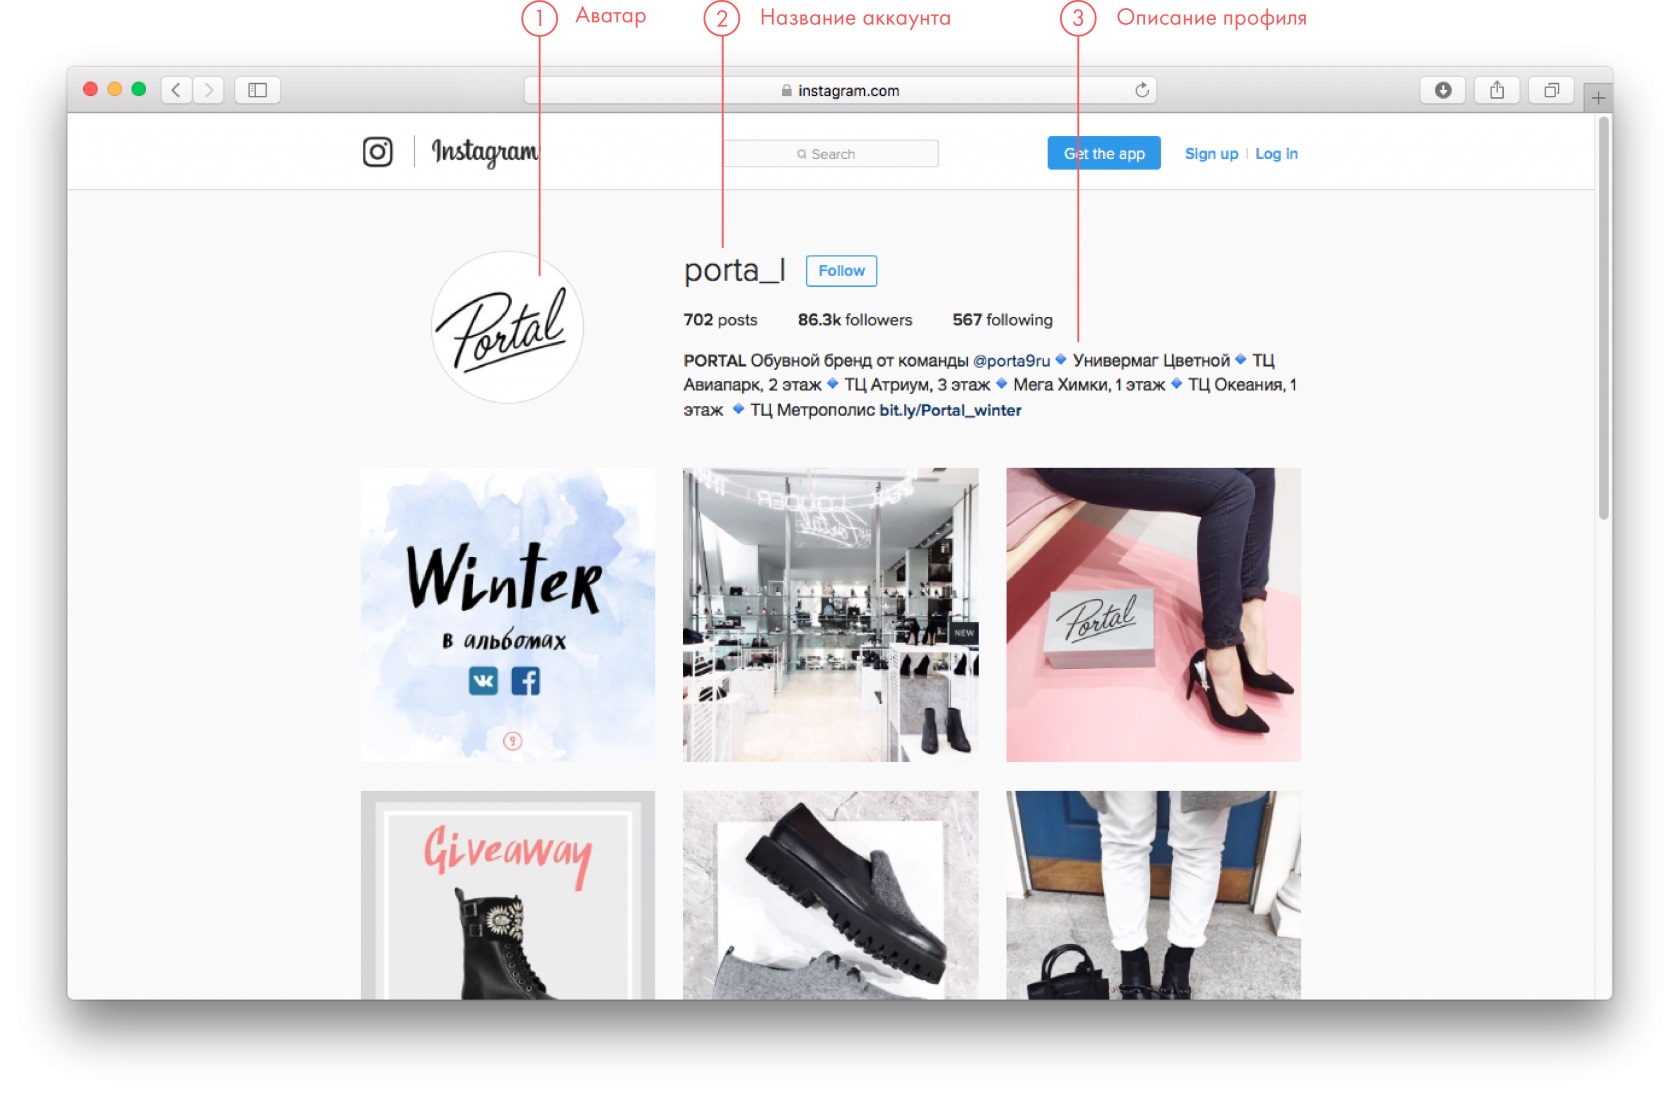 1 Аватар
2 Название аккаунта
3 Описание профиля
instagram.com
Instagram
Search
Get the app
Sign up
Log in
Portal
porta_l
Follow
702 posts
86.3k followers
567 following
PORTAL Обувной бренд от команды @porta9ru🔹 Универмаг Цветной🔹 ТЦ
Авиапарк, 2 этаж🔹 ТЦ Атриум, 3 этаж🔹 Мега Химки, 1 этаж🔹 ТЦ Океания, 1
этаж 🔹 ТЦ Метрополис bit.ly/Portal_winter
Winter
в альбомах
9
LOUDER
NEW
Portal
Giveaway